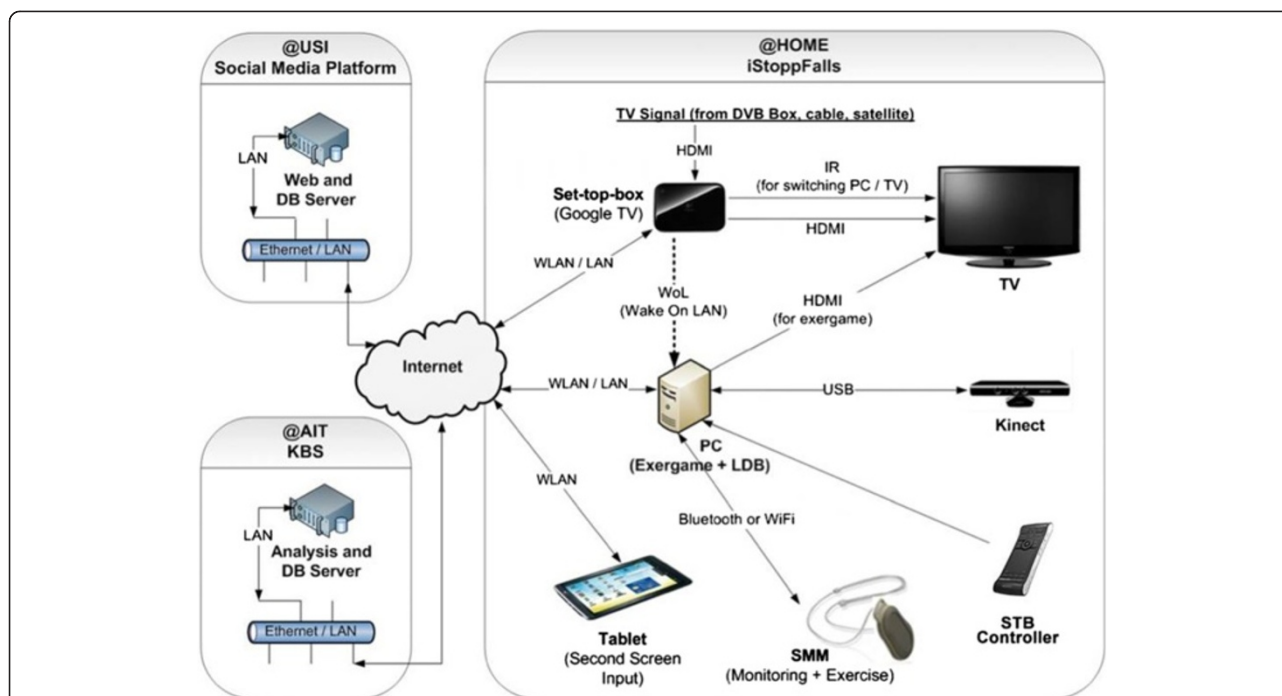 @USI
Social Media Platform
LAN
Web and
DB Server
Ethernet / LAN
Internet
@AIT
KBS
LAN
Analysis and
DB Server
Ethernet / LAN
@HOME
iStoppFalls
TV Signal (from DVB Box, cable, satellite)
HDMI
Set-top-box
(Google TV)
IR
(for switching PC / TV)
HDMI
TV
WLAN / LAN
WoL
(Wake On LAN)
HDMI
(for exergame)
WLAN / LAN
USB
Kinect
PC
(Exergame + LDB)
WLAN
Bluetooth or WiFi
Tablet
(Second Screen
Input)
SMM
(Monitoring + Exercise)
STB
Controller